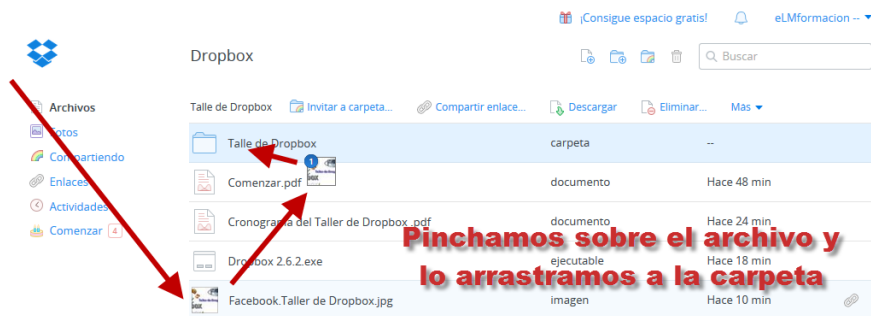 ¡Consigue espacio gratis! eLMformacion --
Dropbox Buscar
Archivos Talle de Dropbox Invitar a carpeta... Compartir enlace... Descargar Eliminar... Más
Fotos Talle de Dropbox carpeta --
Compartiendo
1
Enlaces Comenzar.pdf documento Hace 48 min
Actividades Cronograma del Taller de Dropbox .pdf documento Hace 24 min
Comenzar 4
Pinchamos sobre el archivo y
Dropbox 2.6.2.exe ejecutable Hace 18 min
lo arrastramos a la carpeta
Facebook.Taller de Dropbox.jpg imagen Hace 10 min